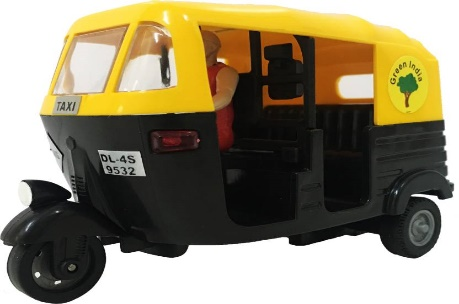 TAXI
DL-4S
9532
Green India